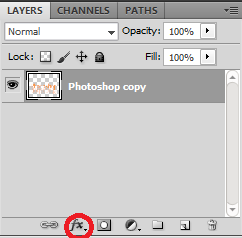 LAYERS CHANNELS PATHS
Normal Opacity: 100%
Lock: Fill: 100%
Photoshop copy
fx